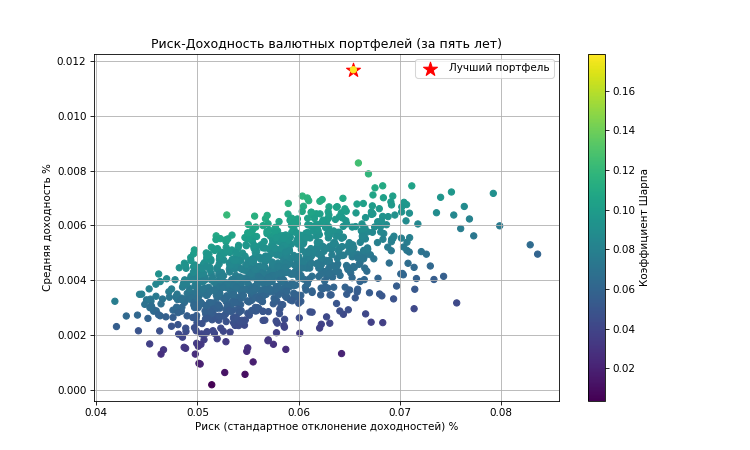 Риск-Доходность валютных портфелей (за пять лет)
Лучший портфель
0.012
0.010
0.008
0.006
0.004
0.002
0.000
Средняя доходность %
0.04 0.05 0.06 0.07 0.08
Риск (стандартное отклонение доходностей) %
0.16
0.14
0.12
0.10
0.08
0.06
0.04
0.02
Коэффициент Шарпа